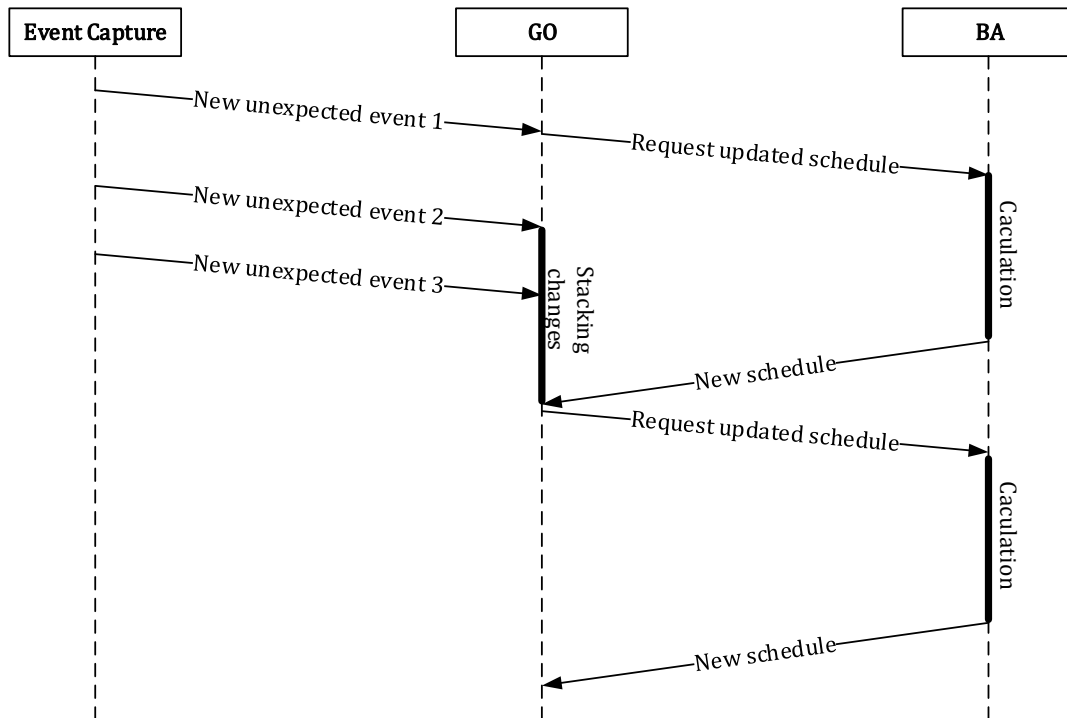 Event Capture
GO
BA
New unexpected event 1
Request updated schedule
New unexpected event 2
New unexpected event 3
Stacking
changes
Caculation
New schedule
Request updated schedule
Caculation
New schedule